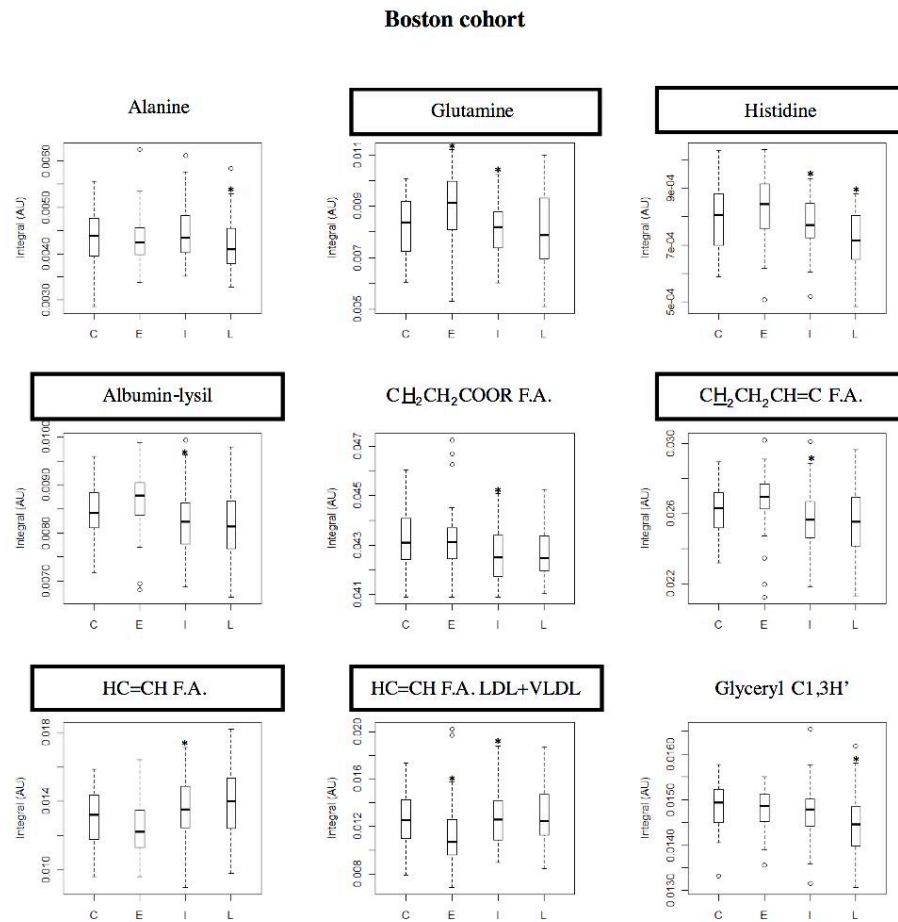 Boston cohort
Alanine
Glutamine
Histidine
Integral (AU)
0.0030 0.0040 0.0050 0.0060
C E I L
Integral (AU)
0.005 0.007 0.009 0.011
C E I L
Integral (AU)
5e-04 7e-04 9e-04
C E I L
Albumin-lysil
CH₂CH₂COOR F.A.
CH₂CH₂CH=C F.A.
Integral (AU)
0.0070 0.0080 0.0090 0.0100
C E I L
Integral (AU)
0.041 0.043 0.045 0.047
C E I L
Integral (AU)
0.022 0.026 0.030
C E I L
HC=CH F.A.
HC=CH F.A. LDL+VLDL
Glyceryl C1,3H'
Integral (AU)
0.010 0.014 0.018
C E I L
Integral (AU)
0.008 0.012 0.016 0.020
C E I L
Integral (AU)
0.0130 0.0140 0.0150 0.0160
C E I L